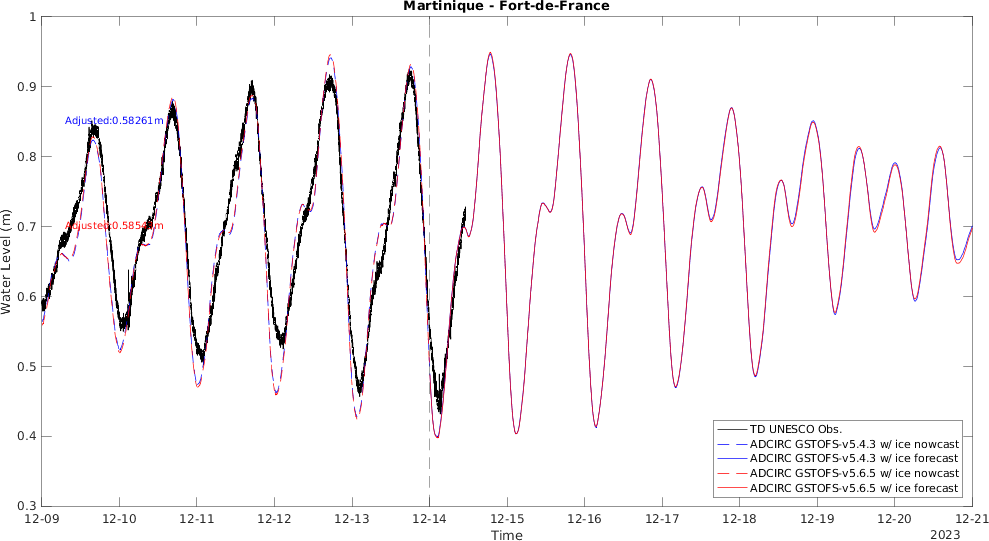 Martinique - Fort-de-France
Water Level (m)
1
0.9
0.8
0.7
0.6
0.5
0.4
0.3
Adjusted:0.58261m
TD UNESCO Obs.
ADCIRC GSTOFS-v5.4.3 w/ ice nowcast
ADCIRC GSTOFS-v5.4.3 w/ ice forecast
ADCIRC GSTOFS-v5.6.5 w/ ice nowcast
ADCIRC GSTOFS-v5.6.5 w/ ice forecast
12-09 12-10 12-11 12-12 12-13 12-14 12-15 12-16 12-17 12-18 12-19 12-20 12-21
Time
2023